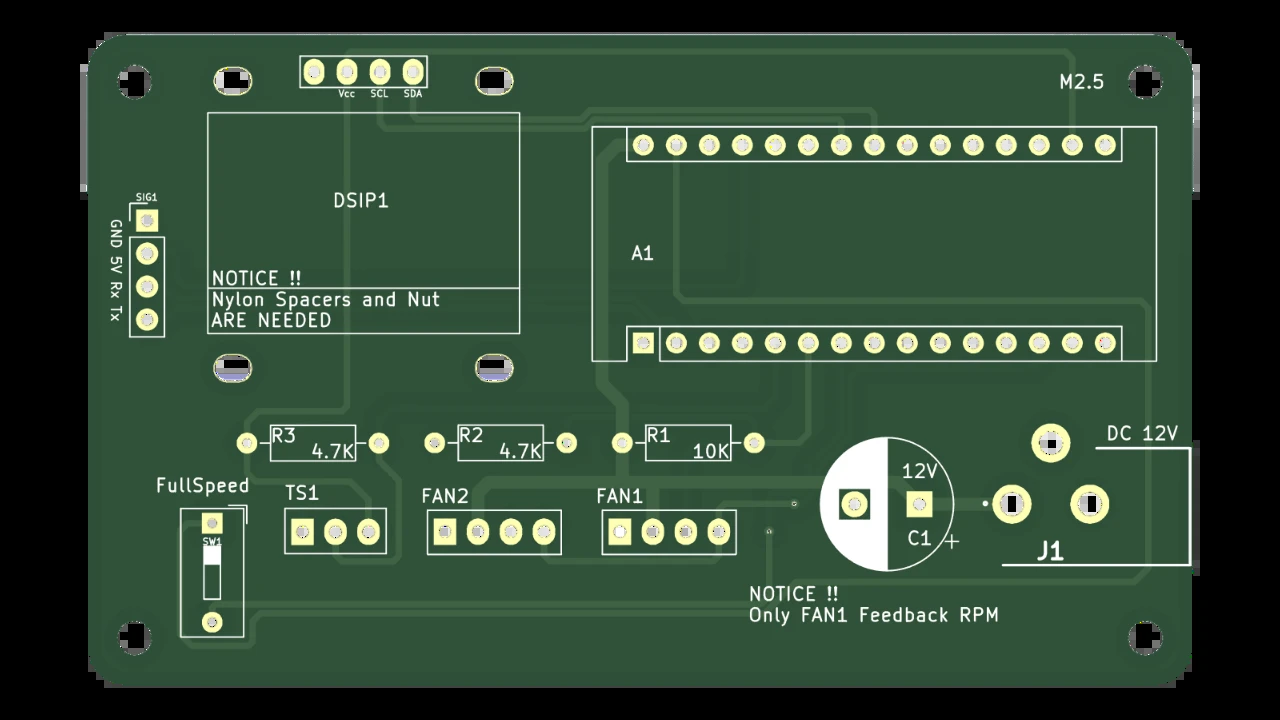 Vcc SCL SDA
M2.5
SIG1
GND 5V Rx Tx
DSIP1
NOTICE !!
Nylon Spacers and Nut
ARE NEEDED
A1
R3
4.7K
R2
4.7K
R1
10K
DC 12V
FullSpeed
TS1
FAN2
FAN1
12V
SW1
C1 +
J1
NOTICE !!
Only FAN1 Feedback RPM